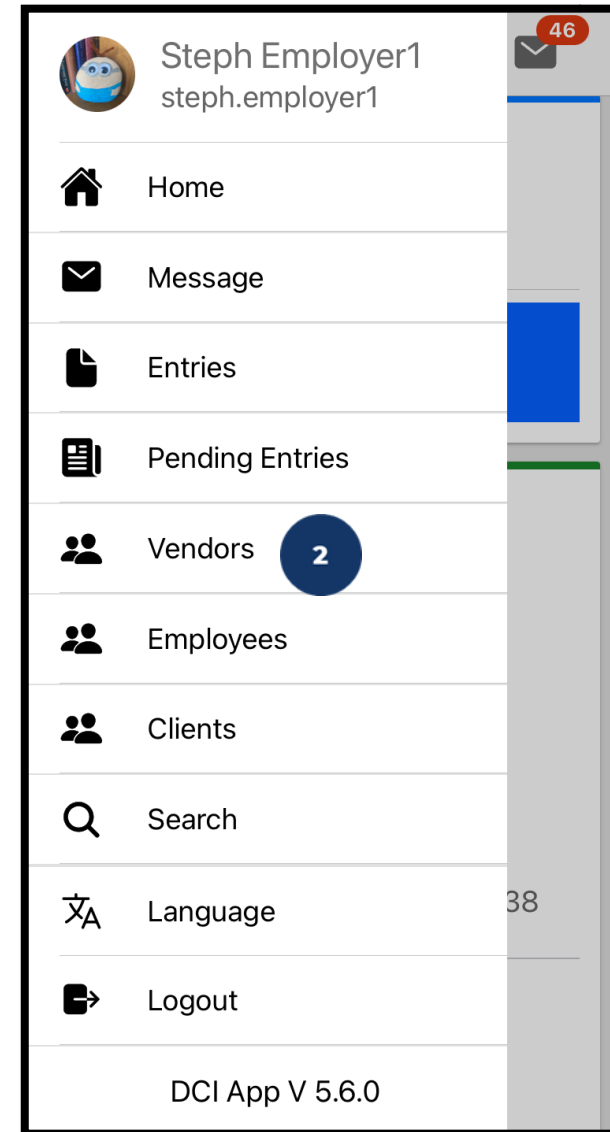 Steph Employer1
46
steph.employer1
Home
Message
Entries
Pending Entries
Vendors
2
Employees
Clients
Search
Language
38
Logout
DCI App V 5.6.0